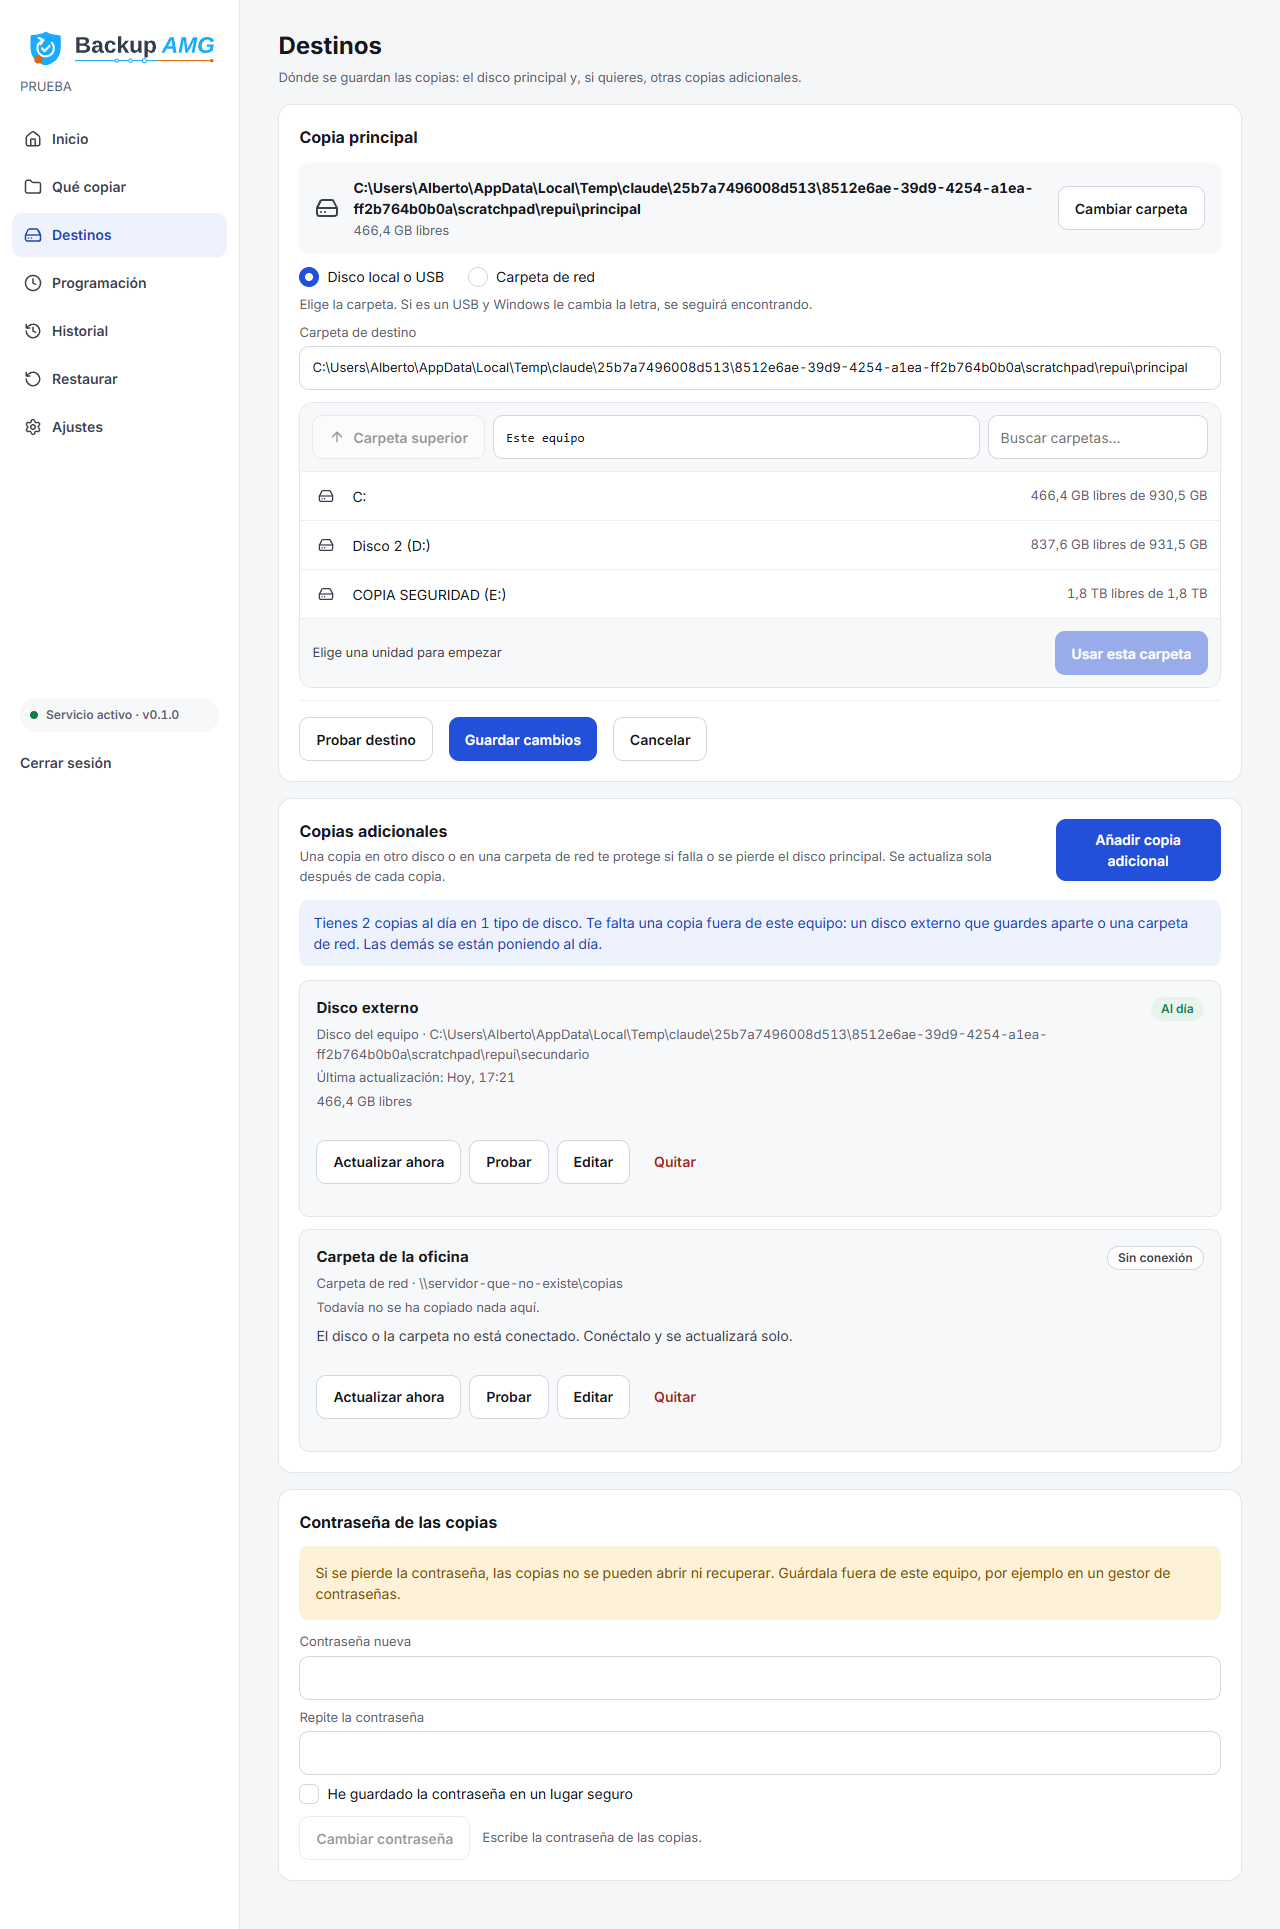 Backup AMG
PRUEBA
Inicio
Qué copiar
Destinos
Programación
Historial
Restaurar
Ajustes
Servicio activo · v0.1.0
Cerrar sesión
Destinos
Dónde se guardan las copias: el disco principal y, si quieres, otras copias adicionales.
Copia principal
C:\Users\Alberto\AppData\Local\Temp\claude\25b7a7496008d513\8512e6ae-39d9-4254-a1ea-
ff2b764b0b0a\scratchpad\repui\principal
466,4 GB libres
Cambiar carpeta
Disco local o USB
Carpeta de red
Elige la carpeta. Si es un USB y Windows le cambia la letra, se seguirá encontrando.
Carpeta de destino
C:\Users\Alberto\AppData\Local\Temp\claude\25b7a7496008d513\8512e6ae-39d9-4254-a1ea-ff2b764b0b0a\scratchpad\repui\principal
Carpeta superior
Este equipo
Buscar carpetas...
C:
466,4 GB libres de 930,5 GB
Disco 2 (D:)
837,6 GB libres de 931,5 GB
COPIA SEGURIDAD (E:)
1,8 TB libres de 1,8 TB
Elige una unidad para empezar
Usar esta carpeta
Probar destino
Guardar cambios
Cancelar
Copias adicionales
Una copia en otro disco o en una carpeta de red te protege si falla o se pierde el disco principal. Se actualiza sola
después de cada copia.
Añadir copia
adicional
Tienes 2 copias al día en 1 tipo de disco. Te falta una copia fuera de este equipo: un disco externo que guardes aparte o una carpeta
de red. Las demás se están poniendo al día.
Disco externo
Al día
Disco del equipo · C:\Users\Alberto\AppData\Local\Temp\claude\25b7a7496008d513\8512e6ae-39d9-4254-a1ea-
ff2b764b0b0a\scratchpad\repui\secundario
Última actualización: Hoy, 17:21
466,4 GB libres
Actualizar ahora
Probar
Editar
Quitar
Carpeta de la oficina
Sin conexión
Carpeta de red · \\servidor-que-no-existe\copias
Todavía no se ha copiado nada aquí.
El disco o la carpeta no está conectado. Conéctalo y se actualizará solo.
Actualizar ahora
Probar
Editar
Quitar
Contraseña de las copias
Si se pierde la contraseña, las copias no se pueden abrir ni recuperar. Guárdala fuera de este equipo, por ejemplo en un gestor de
contraseñas.
Contraseña nueva
Repite la contraseña
He guardado la contraseña en un lugar seguro
Cambiar contraseña
Escribe la contraseña de las copias.